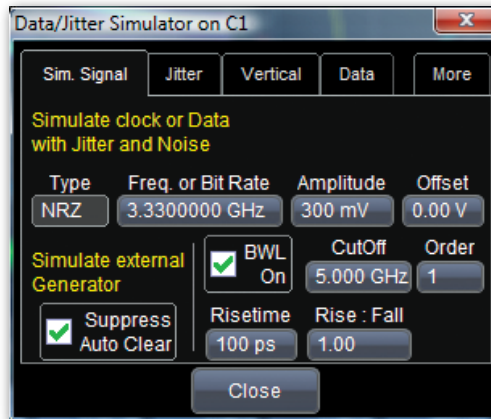 Data/Jitter Simulator on C1
x
Sim. Signal Jitter Vertical Data More
Simulate clock or Data
with Jitter and Noise
Type Freq. or Bit Rate Amplitude Offset
NRZ 3.3300000 GHz 300 mV 0.00 V
Simulate external
Generator
BWL
On
CutOff Order
5.000 GHz 1
Suppress
Auto Clear
Risetime Rise : Fall
100 ps 1.00
Close